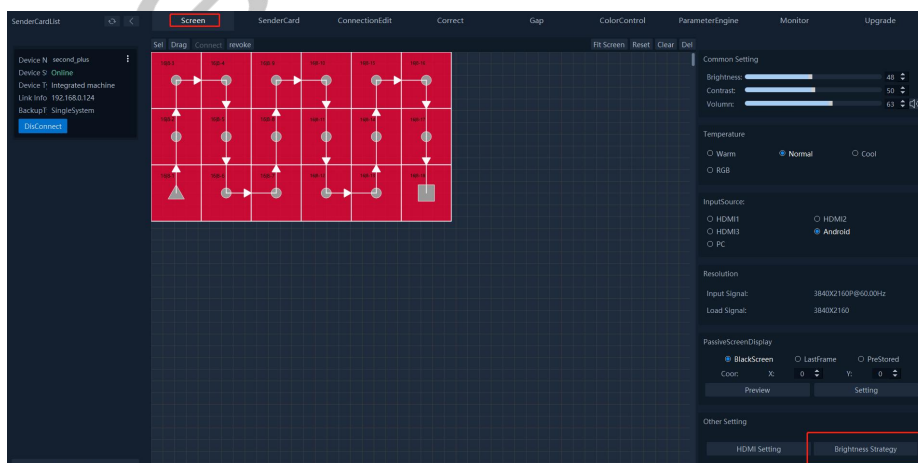 SenderCardList
Screen SenderCard ConnectionEdit Correct Gap ColorControl ParameterEngine Monitor Upgrade
Sel Drag Connect revoke Fit Screen Reset Clear Del
Device N second_plus
Device S Online
Device T Integrated machine
Link Info 192.168.0.124
BackupT SingleSystem
DisConnect
Common Setting
Brightness: 48
Contrast: 50
Volumn: 63
Temperature
Warm Normal Cool
RGB
InputSource:
HDMI1 HDMI2
HDMI3 Android
PC
Resolution
Input Signal: 3840X2160P@60.00Hz
Load Signal: 3840X2160
PassiveScreenDisplay
BlackScreen LastFrame PreStored
Coor: X: 0 Y: 0
Preview Setting
Other Setting
HDMI Setting Brightness Strategy